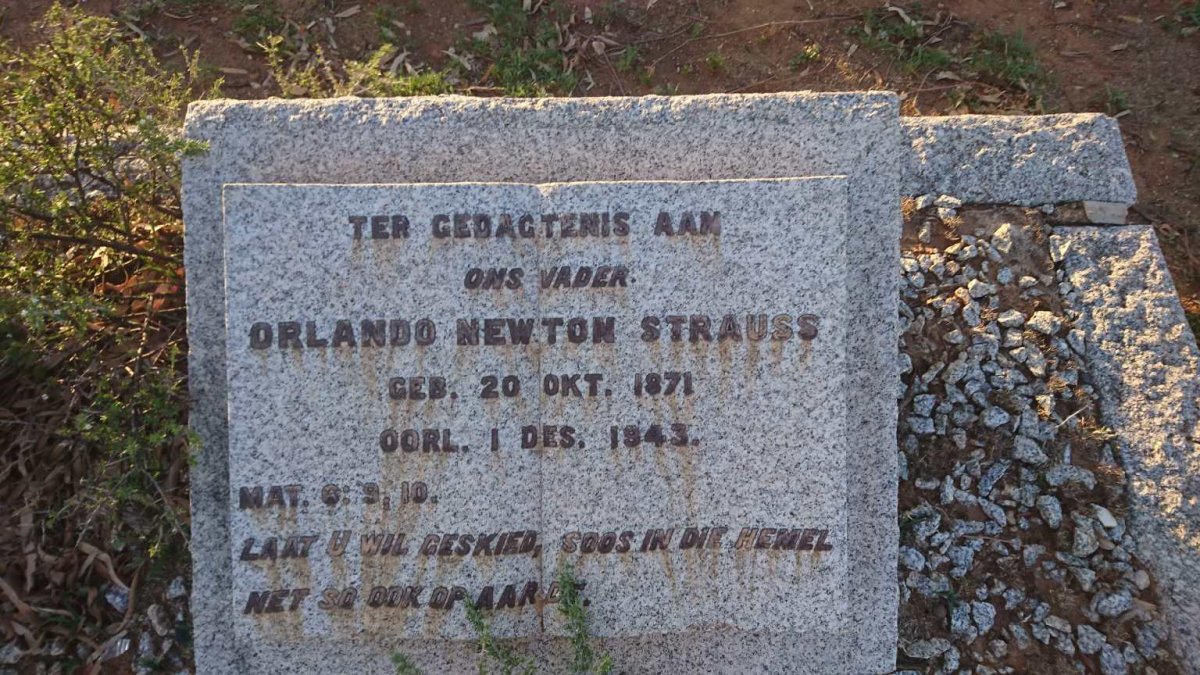 TER GEDAGTENIS AAN
ONS VADER.
ORLANDO NEWTON STRAUSS
GEB. 20 OKT. 1871
OORL. 1 DES. 1943.
MAT. 6: 9, 10.
LAAT U WIL GESKIED, SOOS IN DIE HEMEL
NET SO OOK OP AARDE.